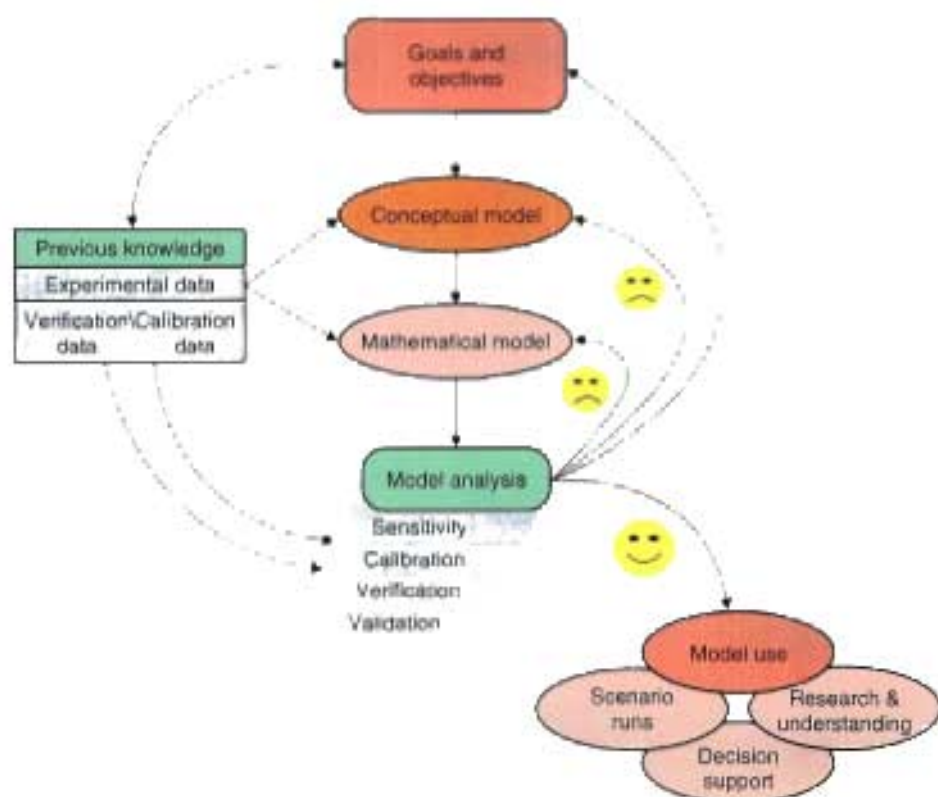 Goals and
objectives
Conceptual model
Previous knowledge
Experimental data
Verification\Calibration
data data
Mathematical model
Model analysis
Sensitivity
Calibration
Verification
Validation
Model use
Scenario
runs
Research &
understanding
Decision
support